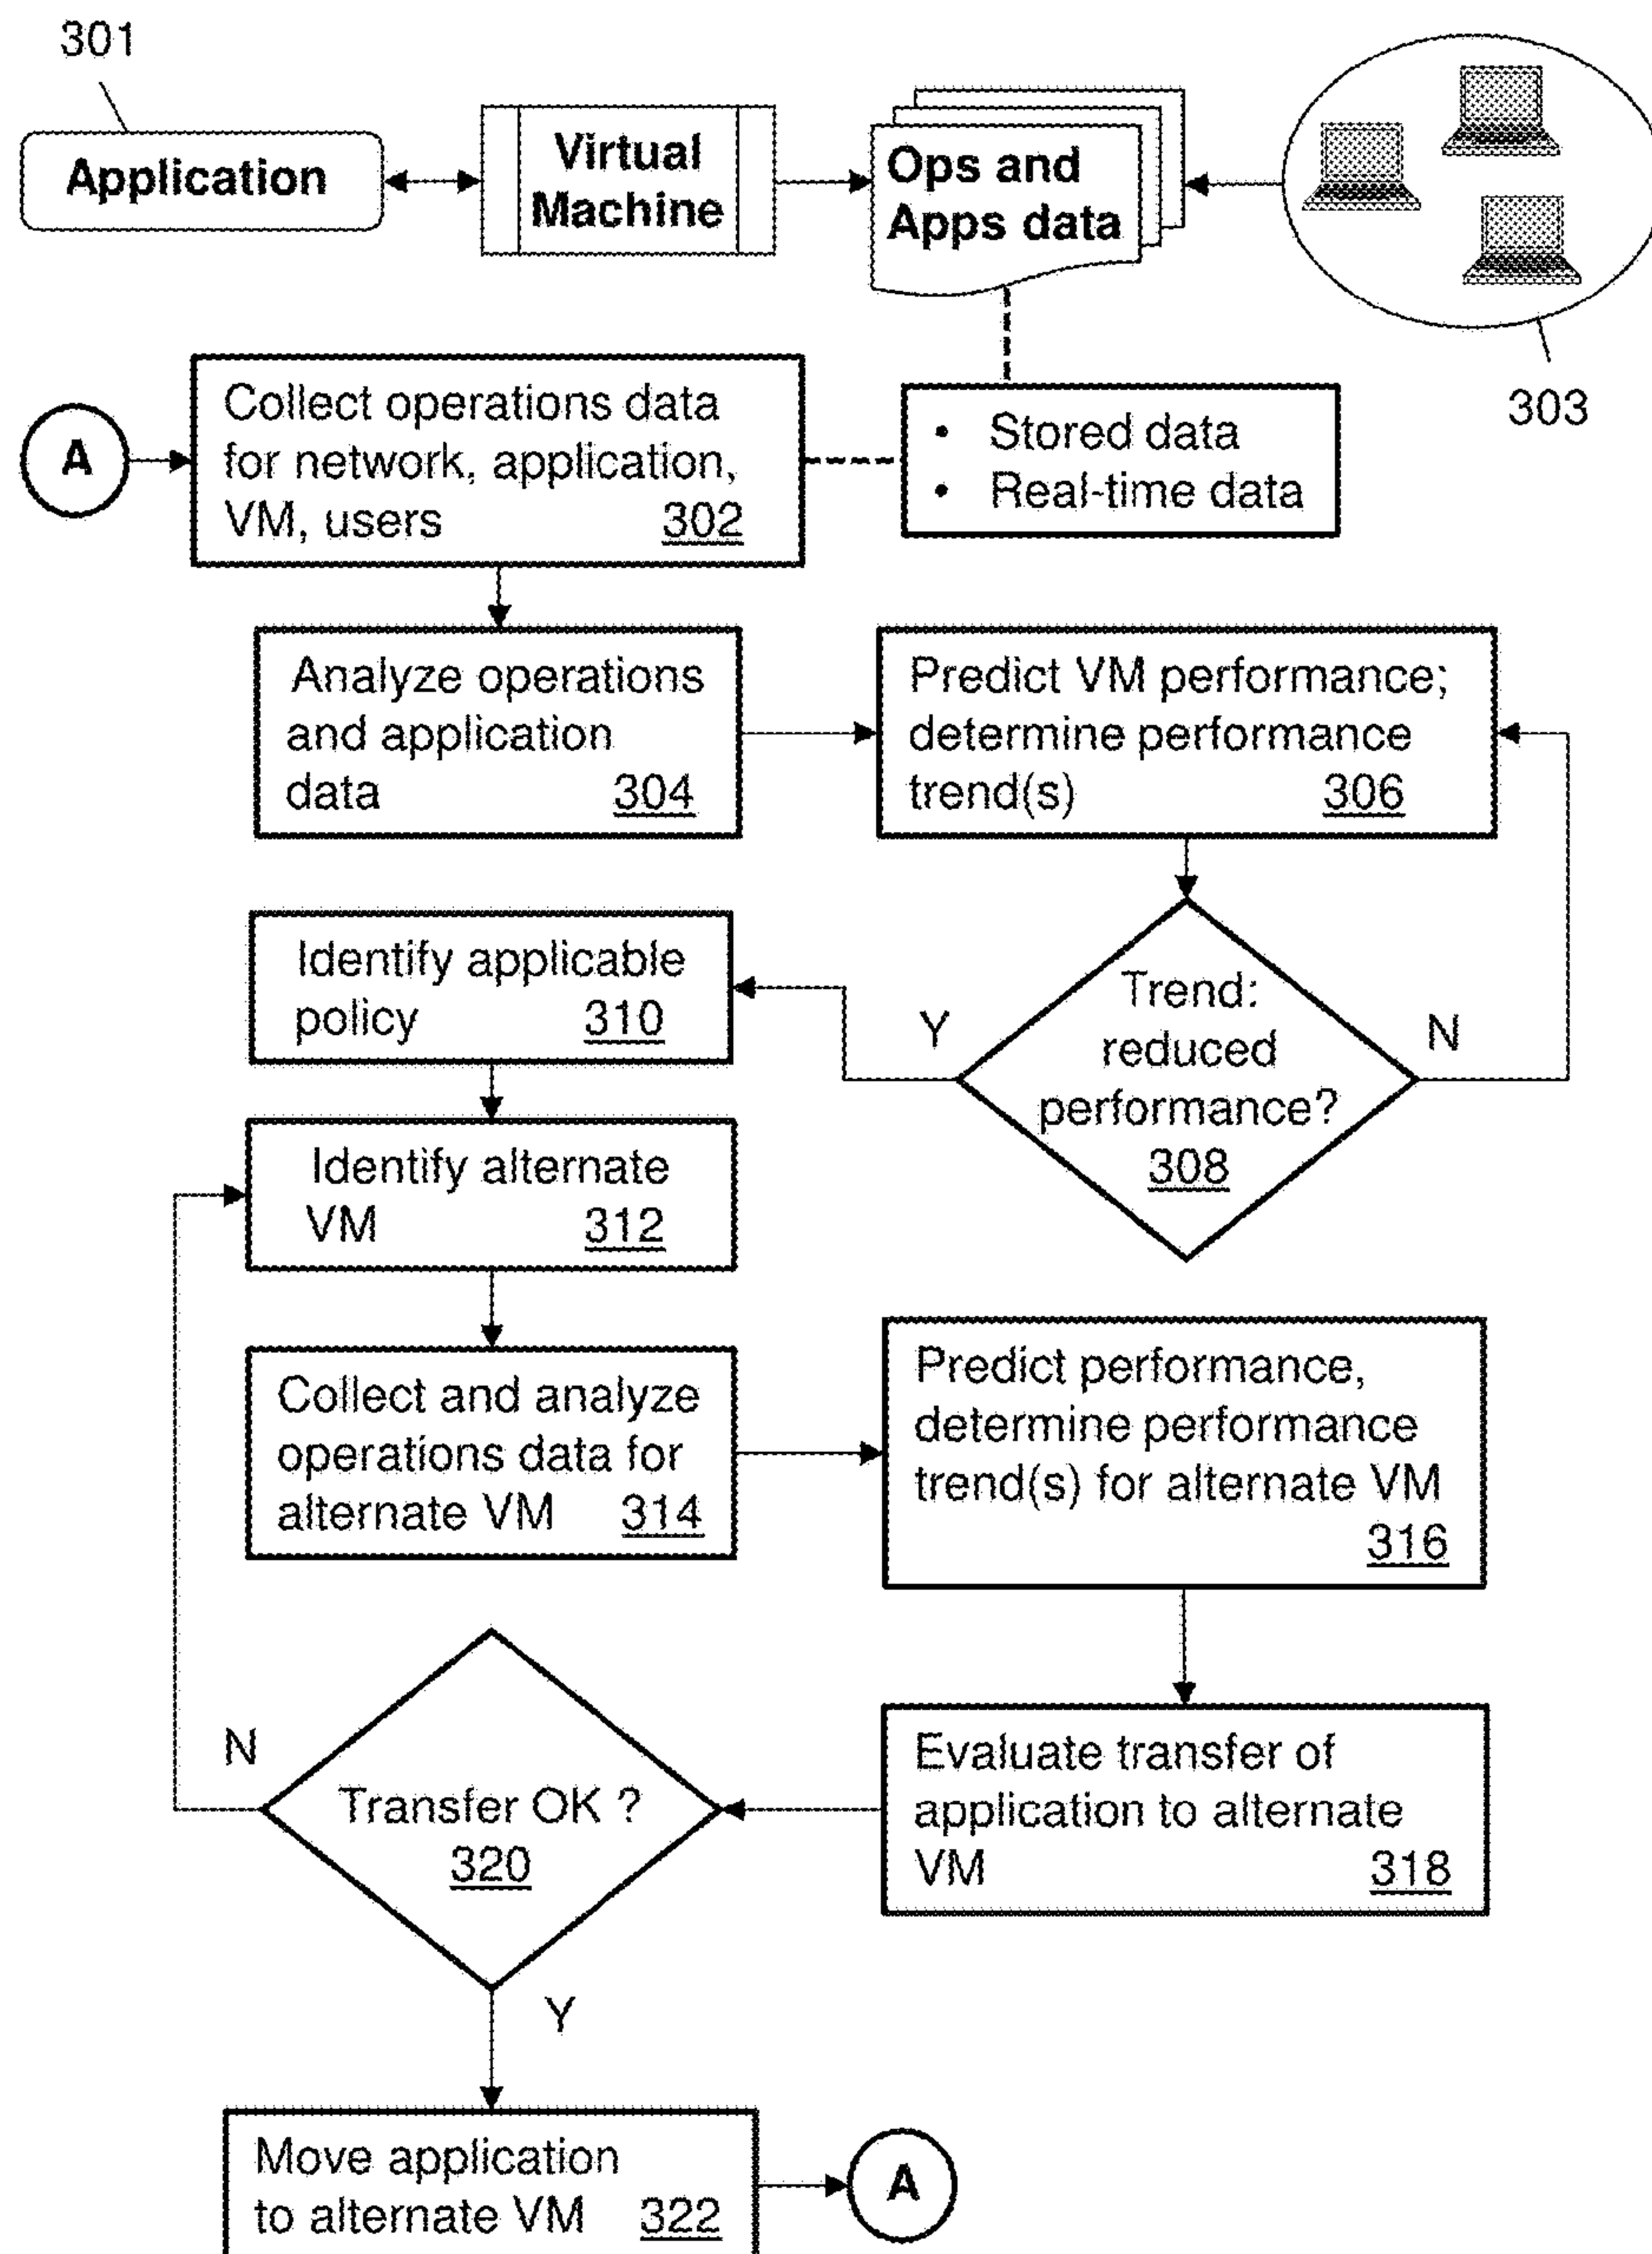 301
Application
Virtual
Machine
Ops and
Apps data
303
A
Collect operations data
for network, application,
VM, users 302
• Stored data
• Real-time data
Analyze operations
and application
data 304
Predict VM performance;
determine performance
trend(s) 306
Identify applicable
policy 310
Y
Trend:
reduced
performance?
308
N
Identify alternate
VM 312
Collect and analyze
operations data for
alternate VM 314
Predict performance,
determine performance
trend(s) for alternate VM
316
N
Transfer OK ?
320
Evaluate transfer of
application to alternate
VM 318
Y
Move application
to alternate VM 322
A